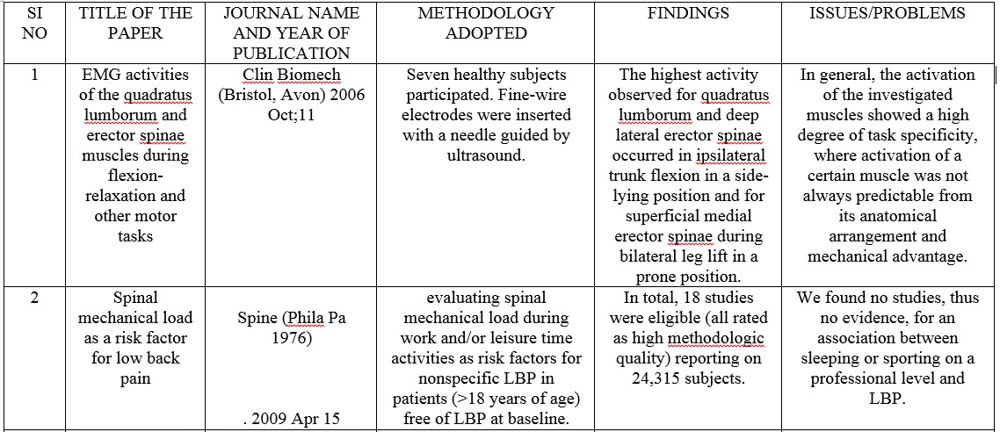 SI
NO
TITLE OF THE
PAPER
JOURNAL NAME
AND YEAR OF
PUBLICATION
METHODOLOGY
ADOPTED
FINDINGS
ISSUES/PROBLEMS
1
EMG activities
of the quadratus
lumborum and
erector spinae
muscles during
flexion-
relaxation and
other motor
tasks
Clin Biomech
(Bristol, Avon) 2006
Oct;11
Seven healthy subjects
participated. Fine-wire
electrodes were inserted
with a needle guided by
ultrasound.
The highest activity
observed for quadratus
lumborum and deep
lateral erector spinae
occurred in ipsilateral
trunk flexion in a side-
lying position and for
superficial medial
erector spinae during
bilateral leg lift in a
prone position.
In general, the activation
of the investigated
muscles showed a high
degree of task specificity,
where activation of a
certain muscle was not
always predictable from
its anatomical
arrangement and
mechanical advantage.
2
Spinal
mechanical load
as a risk factor
for low back
pain
Spine (Phila Pa
1976)
. 2009 Apr 15
evaluating spinal
mechanical load during
work and/or leisure time
activities as risk factors for
nonspecific LBP in
patients (>18 years of age)
free of LBP at baseline.
In total, 18 studies
were eligible (all rated
as high methodologic
quality) reporting on
24,315 subjects.
We found no studies, thus
no evidence, for an
association between
sleeping or sporting on a
professional level and
LBP.